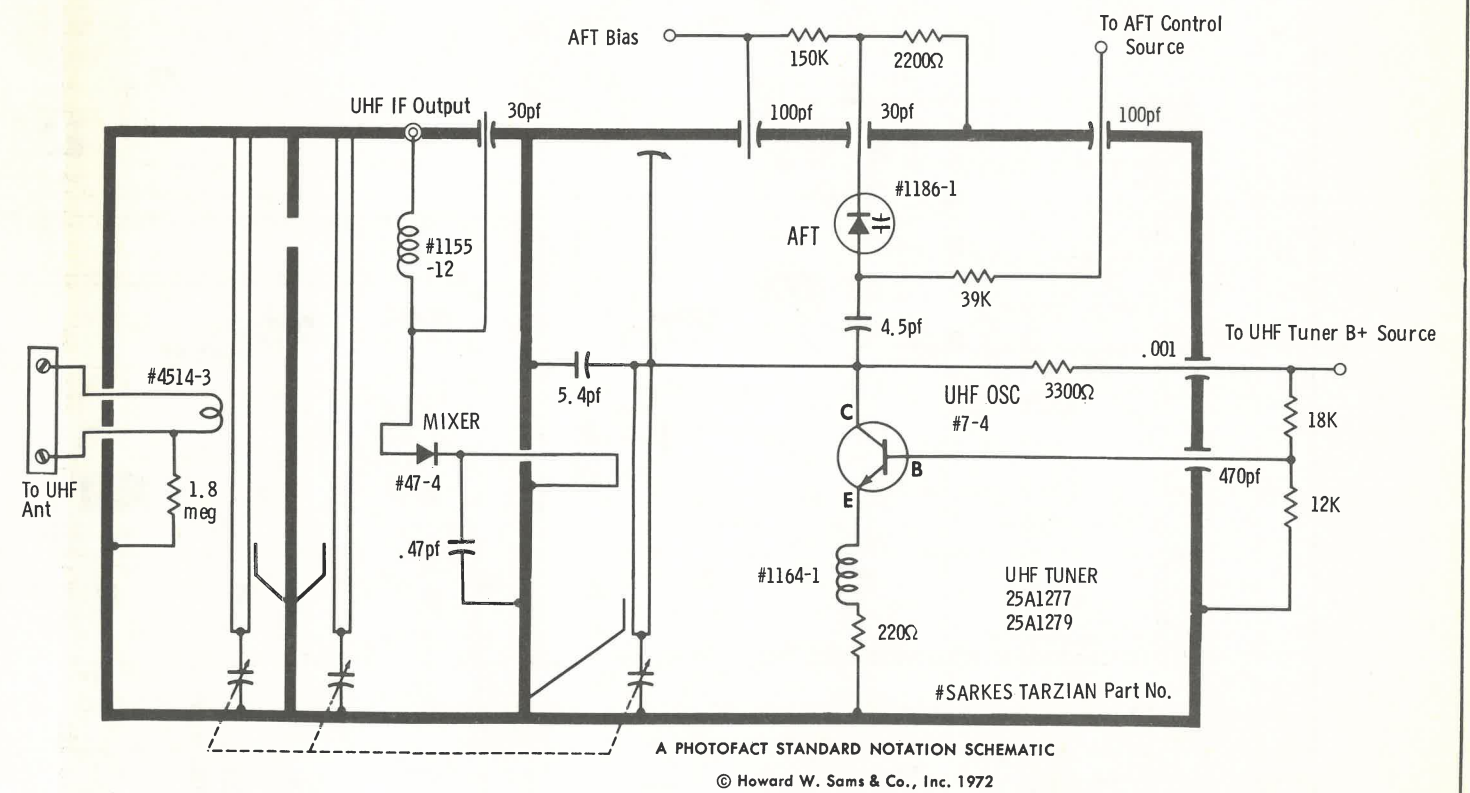 To AFT Control
Source
AFT Bias
150K
2200Ω
UHF IF Output
30pf
100pf
30pf
100pf
#1186-1
AFT
#1155
-12
39K
4.5pf
To UHF Tuner B+ Source
.001
#4514-3
5.4pf
UHF OSC
3300Ω
#7-4
C
MIXER
18K
B
#47-4
470pf
To UHF
Ant
1.8
meg
E
12K
.47pf
#1164-1
UHF TUNER
25A1277
25A1279
220Ω
#SARKES TARZIAN Part No.
A PHOTOFACT STANDARD NOTATION SCHEMATIC
© Howard W. Sams & Co., Inc. 1972